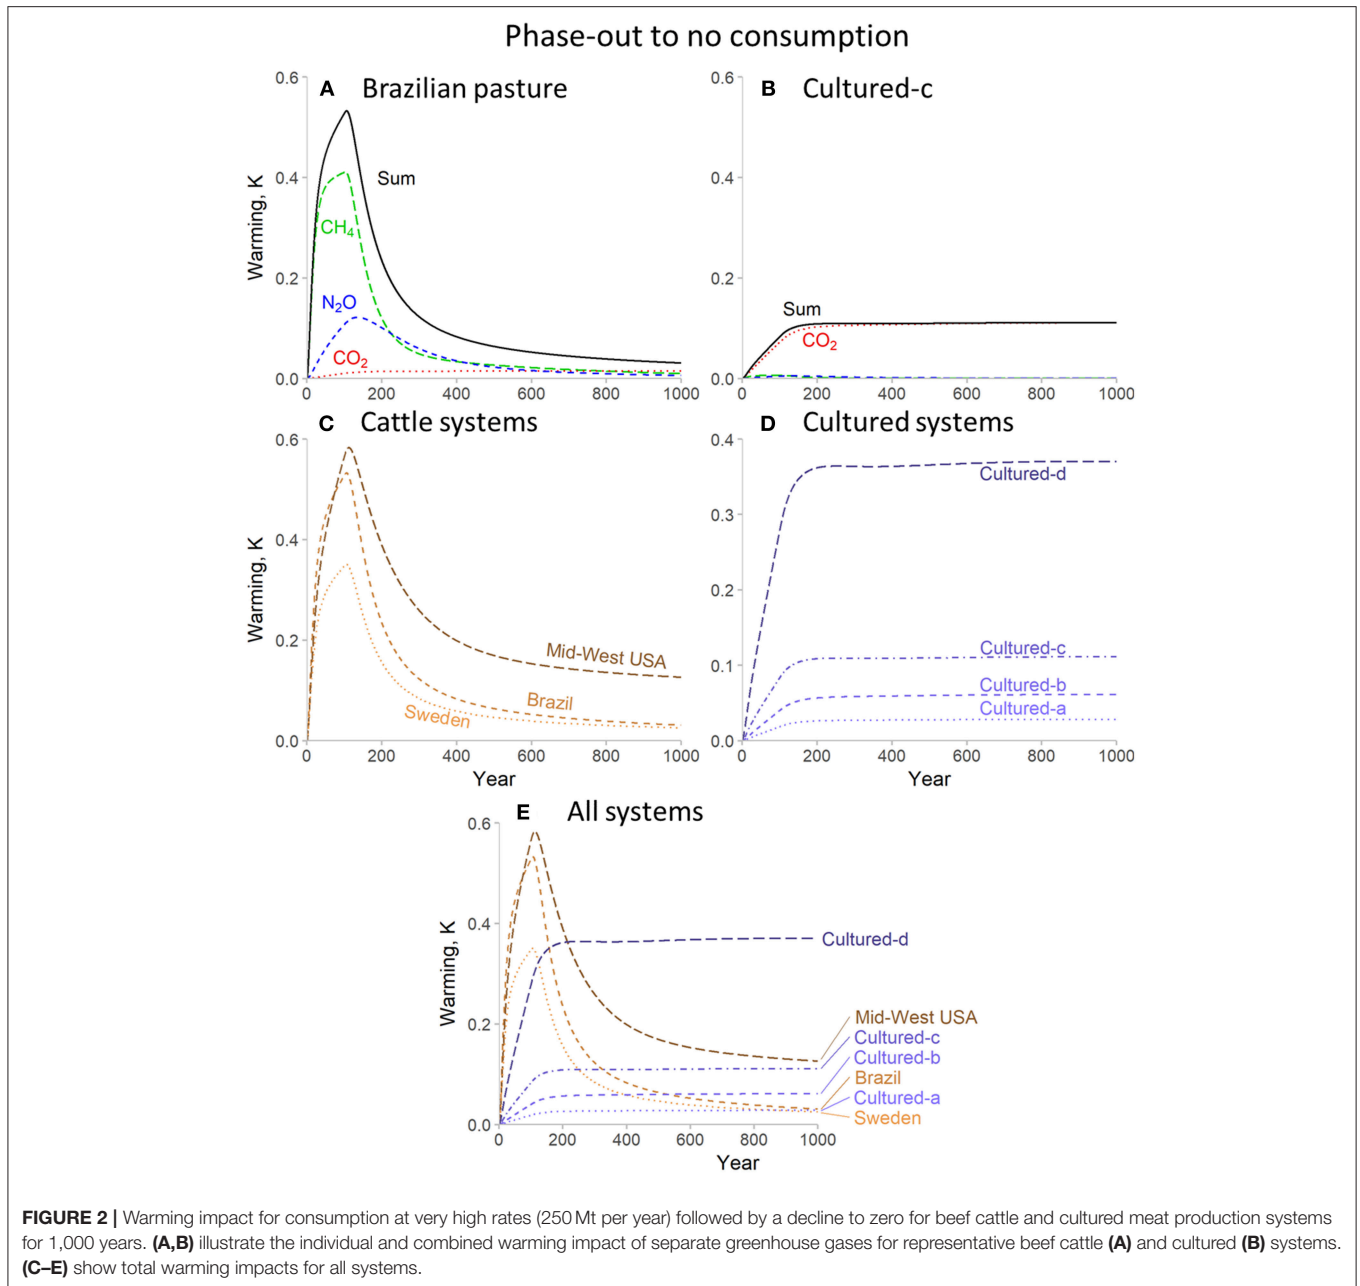 Phase-out to no consumption
A Brazilian pasture
0.6
0.4
0.2
0.0
Warming, K
Sum
CH₄
N₂O
CO₂
0 200 400 600 800 1000
B Cultured-c
0.6
0.4
0.2
0.0
Sum
CO₂
0 200 400 600 800 1000
C Cattle systems
0.6
0.4
0.2
0.0
Warming, K
Mid-West USA
Brazil
Sweden
0 200 400 600 800 1000
Year
D Cultured systems
0.4
0.3
0.2
0.1
0.0
Cultured-d
Cultured-c
Cultured-b
Cultured-a
0 200 400 600 800 1000
Year
E All systems
0.6
0.4
0.2
0.0
Warming, K
Cultured-d
Mid-West USA
Cultured-c
Cultured-b
Brazil
Cultured-a
Sweden
0 200 400 600 800 1000
Year
FIGURE 2 | Warming impact for consumption at very high rates (250 Mt per year) followed by a decline to zero for beef cattle and cultured meat production systems
for 1,000 years. (A,B) illustrate the individual and combined warming impact of separate greenhouse gases for representative beef cattle (A) and cultured (B) systems.
(C–E) show total warming impacts for all systems.